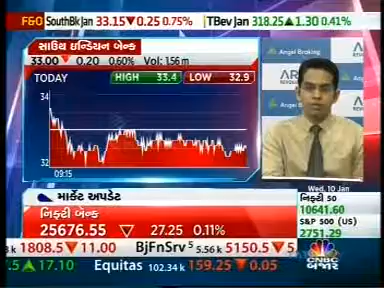 F&O SouthBk Jan 33.15 ▼ 0.25 0.75% TBev Jan 318.25 ▲ 1.30 0.41%
સાઉથ ઇન્ડિયન બેન્ક
33.00 ▼ 0.20 0.60% Vol: 1.56 m
TODAY HIGH 33.4 LOW 32.9
34
32
09:15
Angel Broking
Angel Broking
Wed, 10 Jan
માર્કેટ અપડેટ
નિફ્ટી બેન્ક
25676.55 ▽ 27.25 0.11%
નિફ્ટી 50
10641.60
S&P 500 (US)
2751.29
1808.5 ▼ 11.00 BjFnSrv 5 5.56 k 5150.5 ▼ 5
▲ 17.10 Equitas 102.34 k 159.25 ▼ 0.05
CNBC
બજાર